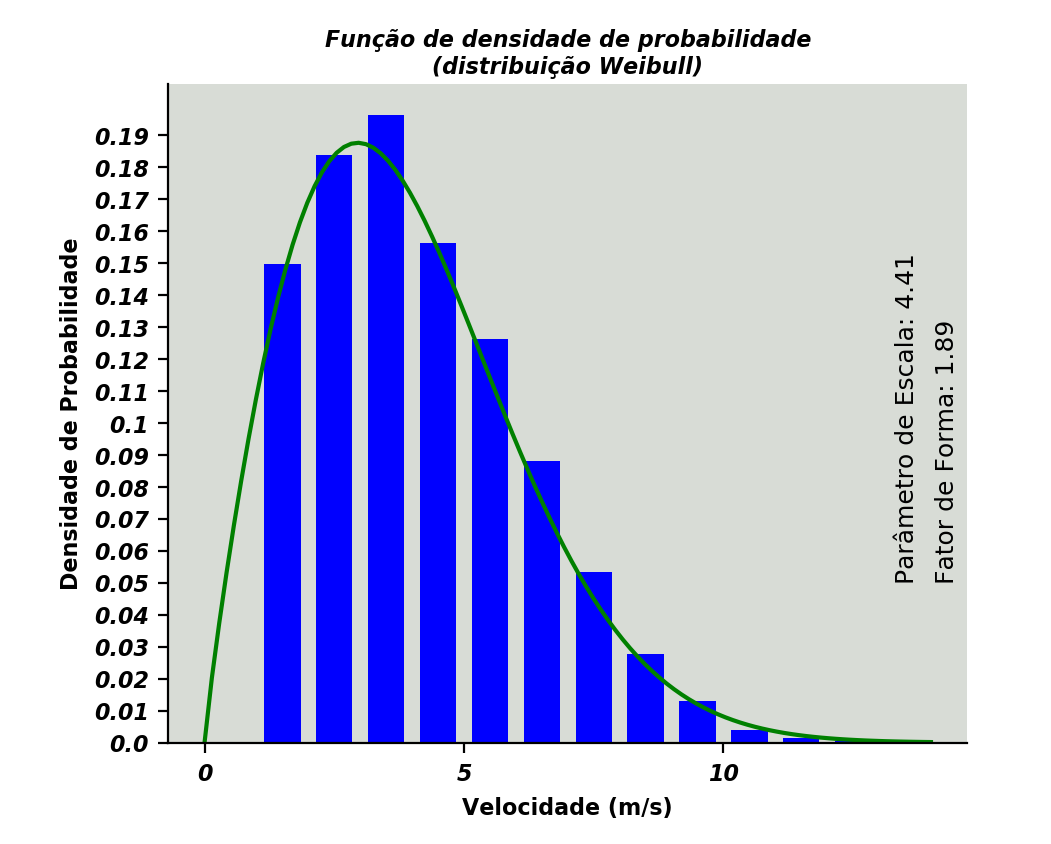 Função de densidade de probabilidade
(distribuição Weibull)
Densidade de Probabilidade
0.19
0.18
0.17
0.16
0.15
0.14
0.13
0.12
0.11
0.1
0.09
0.08
0.07
0.06
0.05
0.04
0.03
0.02
0.01
0.0
Parâmetro de Escala: 4.41
Fator de Forma: 1.89
0 5 10
Velocidade (m/s)